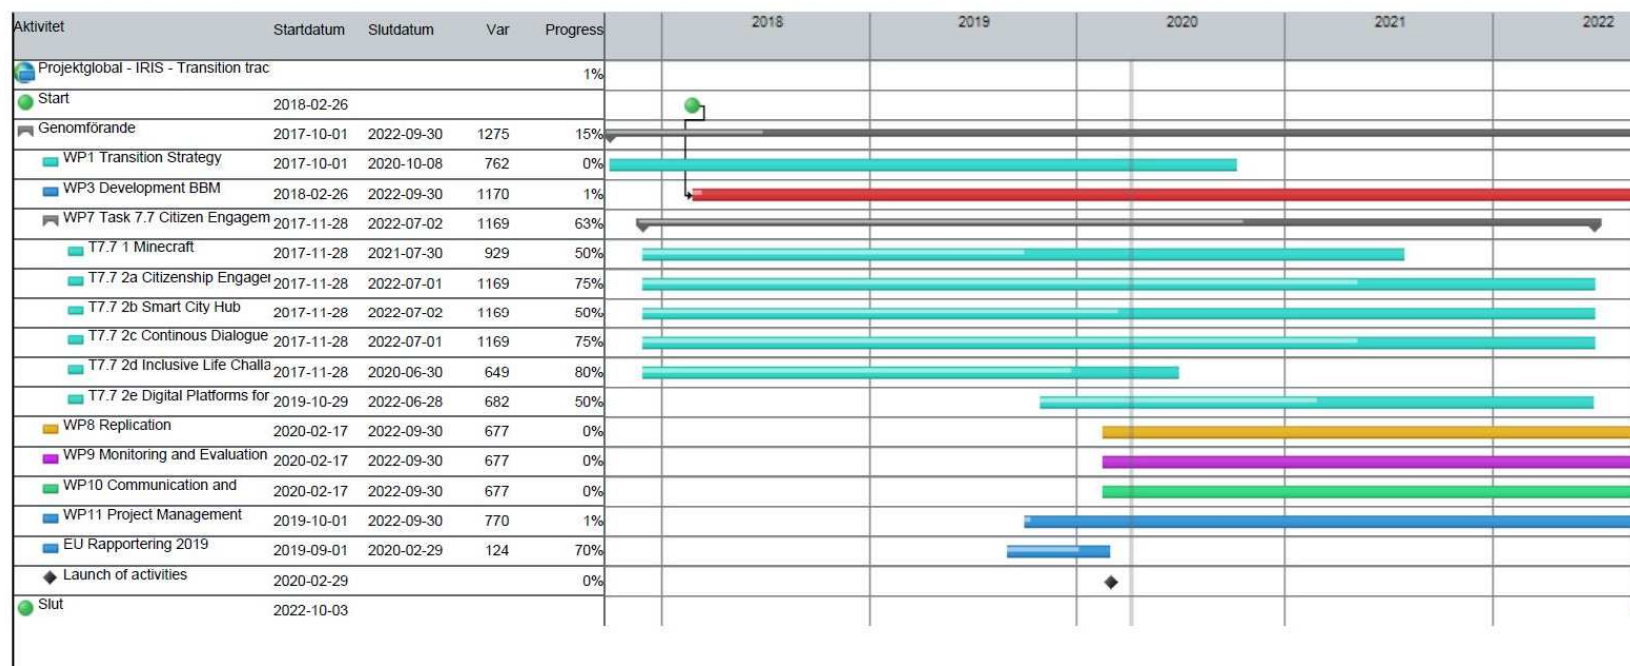 Aktivitet Startdatum Slutdatum Var Progress 2018 2019 2020 2021 2022
Projektglobal - IRIS - Transition trac 1%
Start 2018-02-26
Genomförande 2017-10-01 2022-09-30 1275 15%
WP1 Transition Strategy 2017-10-01 2020-10-08 762 0%
WP3 Development BBM 2018-02-26 2022-09-30 1170 1%
WP7 Task 7.7 Citizen Engagem 2017-11-28 2022-07-02 1169 63%
T7.7 1 Minecraft 2017-11-28 2021-07-30 929 50%
T7.7 2a Citizenship Engager 2017-11-28 2022-07-01 1169 75%
T7.7 2b Smart City Hub 2017-11-28 2022-07-02 1169 50%
T7.7 2c Continous Dialogue 2017-11-28 2022-07-01 1169 75%
T7.7 2d Inclusive Life Challa 2017-11-28 2020-06-30 649 80%
T7.7 2e Digital Platforms for 2019-10-29 2022-06-28 682 50%
WP8 Replication 2020-02-17 2022-09-30 677 0%
WP9 Monitoring and Evaluation 2020-02-17 2022-09-30 677 0%
WP10 Communication and 2020-02-17 2022-09-30 677 0%
WP11 Project Management 2019-10-01 2022-09-30 770 1%
EU Rapportering 2019 2019-09-01 2020-02-29 124 70%
Launch of activities 2020-02-29 0%
Slut 2022-10-03